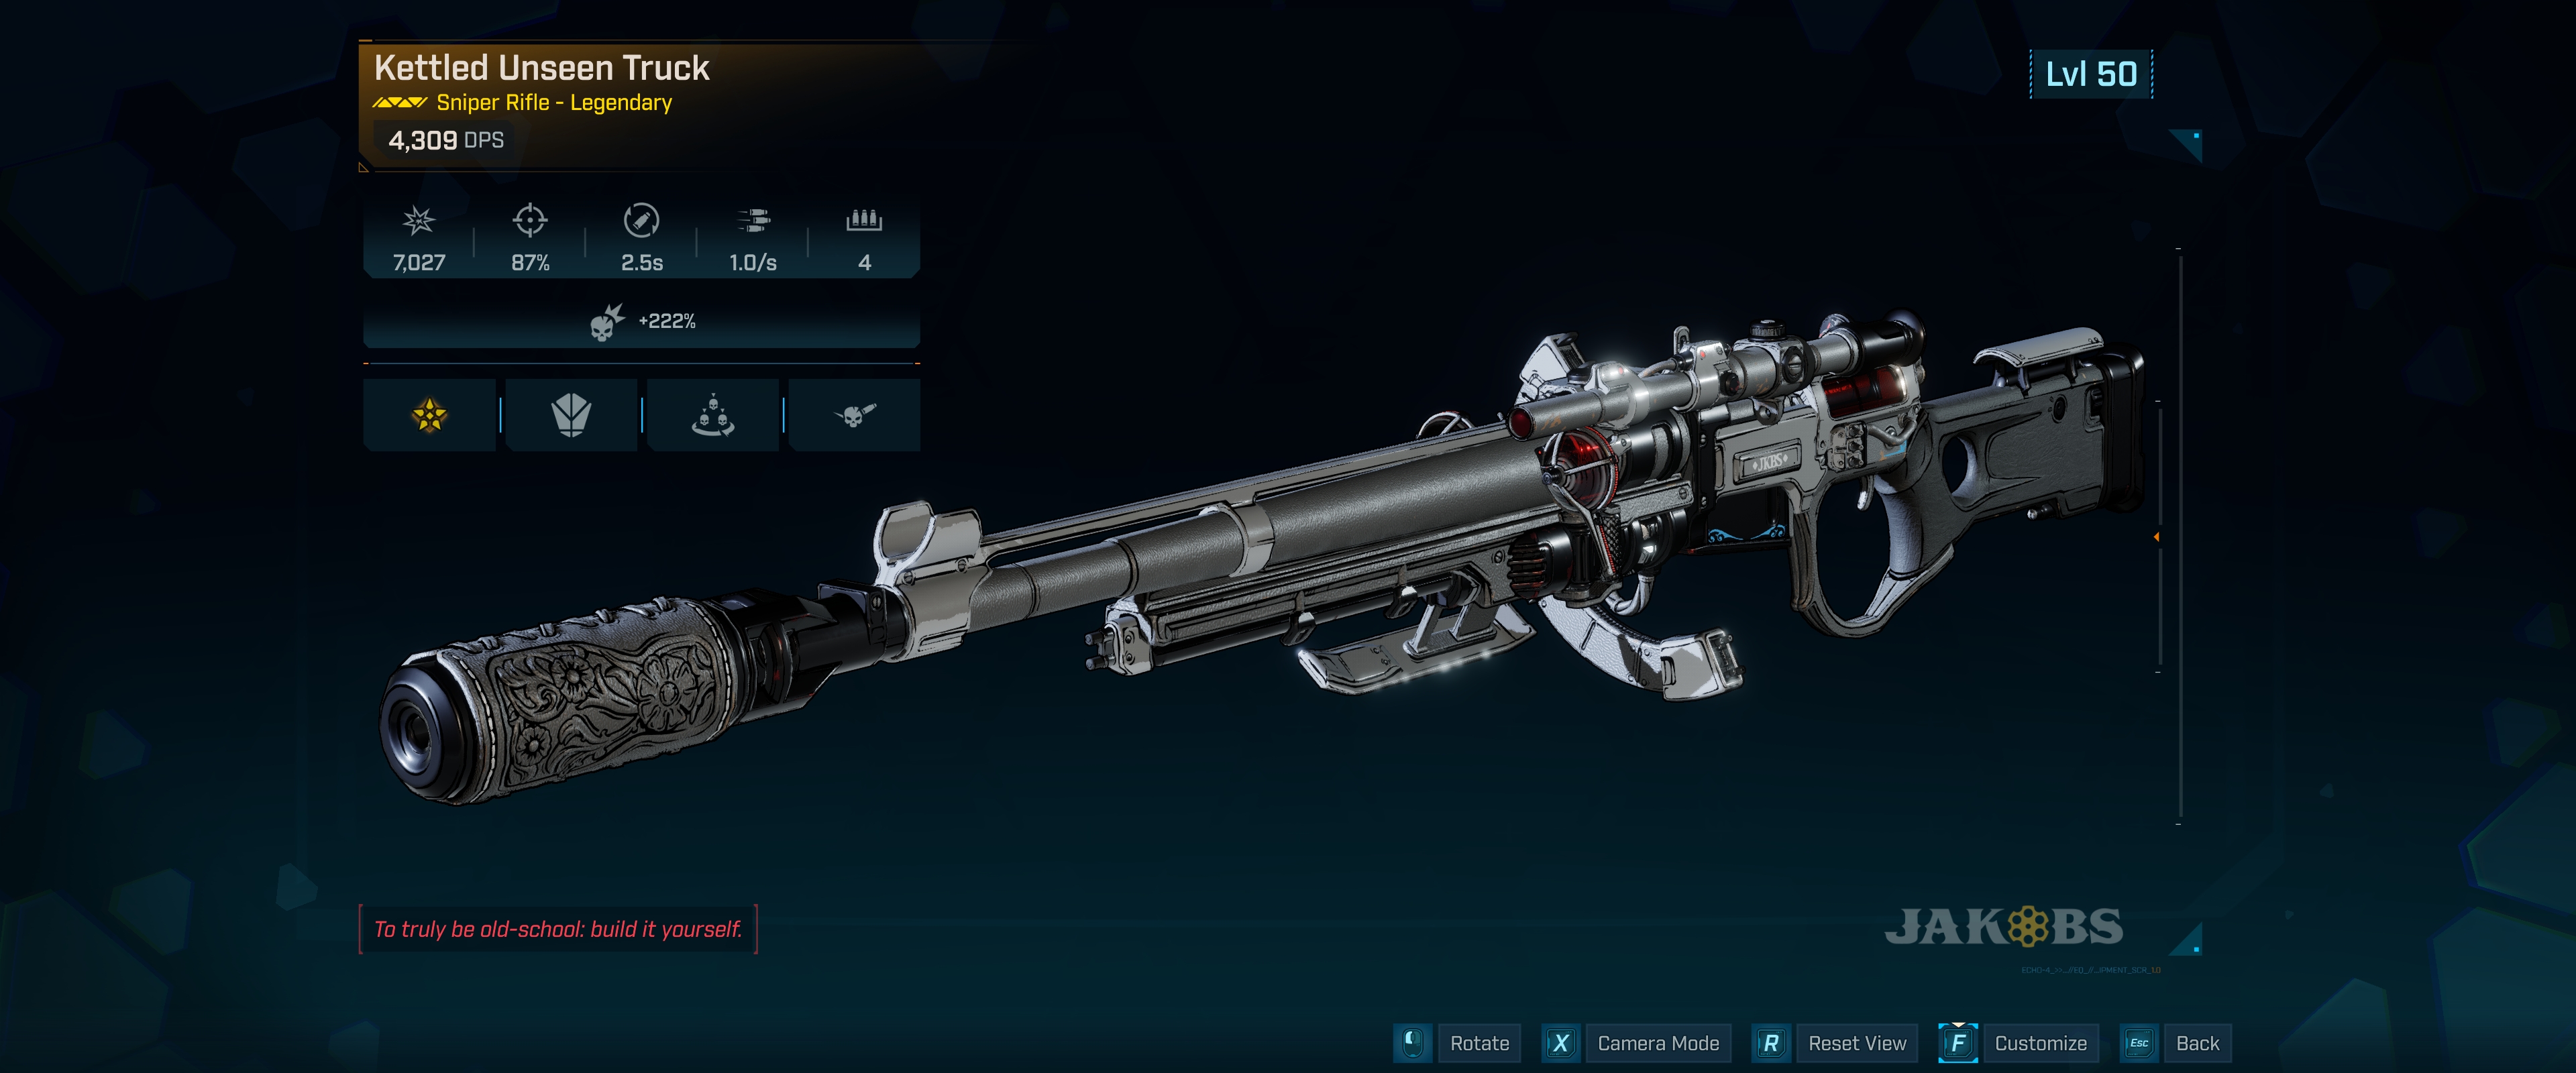 Kettled Unseen Truck
Lvl 50
Sniper Rifle - Legendary
4,309 DPS
7,027 87% 2.5s 1.0/s 4
+222%
JKBS
To truly be old-school: build it yourself.
JAKOBS
Rotate X Camera Mode R Reset View F Customize Esc Back